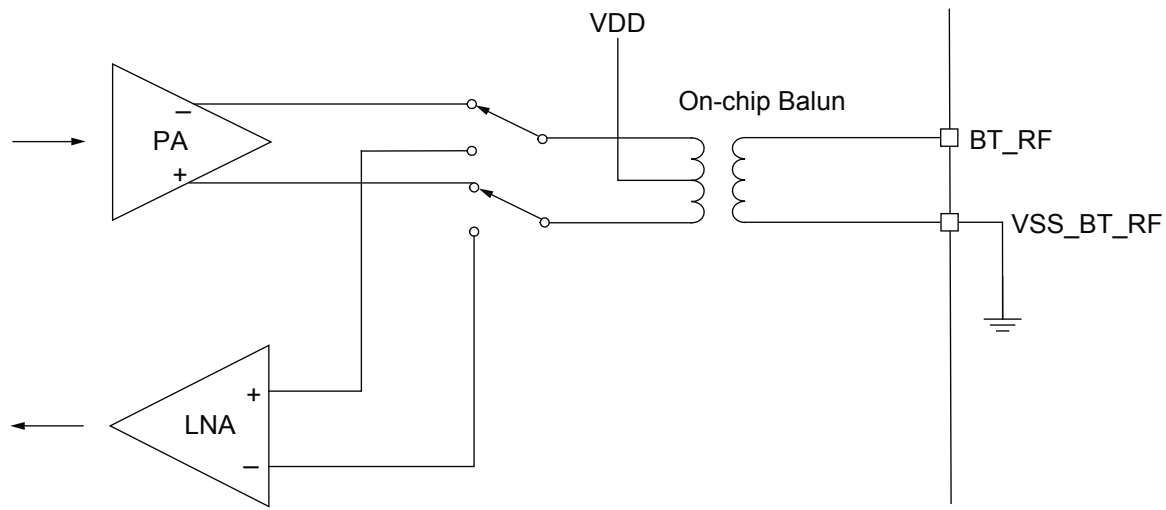 VDD
On-chip Balun
−
PA
+
BT_RF
VSS_BT_RF
+
LNA
−